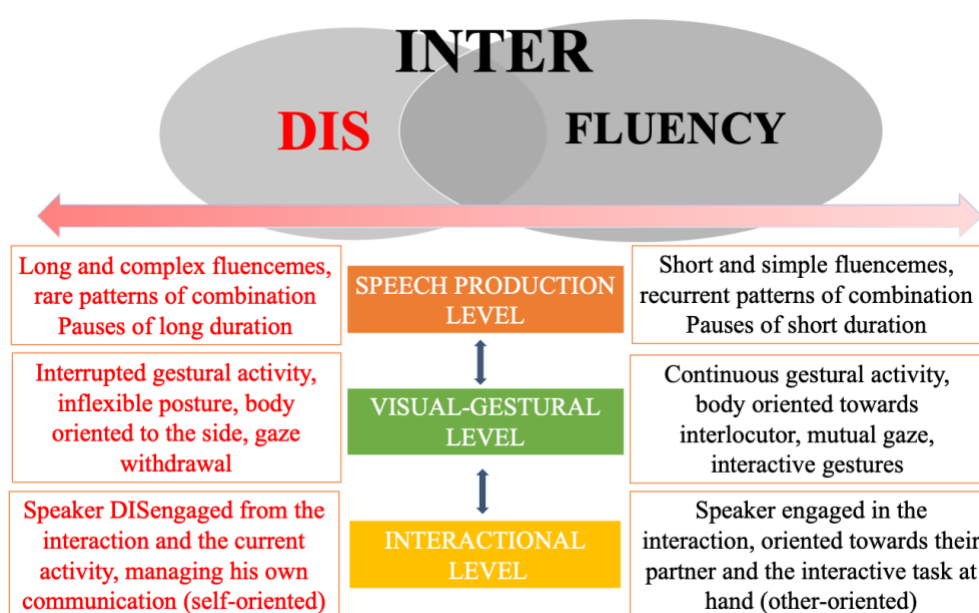 INTER
DIS
FLUENCY
Long and complex fluencemes,
rare patterns of combination
Pauses of long duration
SPEECH PRODUCTION
LEVEL
Short and simple fluencemes,
recurrent patterns of combination
Pauses of short duration
Interrupted gestural activity,
inflexible posture, body
oriented to the side, gaze
withdrawal
VISUAL-GESTURAL
LEVEL
Continuous gestural activity,
body oriented towards
interlocutor, mutual gaze,
interactive gestures
Speaker DISengaged from the
interaction and the current
activity, managing his own
communication (self-oriented)
INTERACTIONAL
LEVEL
Speaker engaged in the
interaction, oriented towards their
partner and the interactive task at
hand (other-oriented)